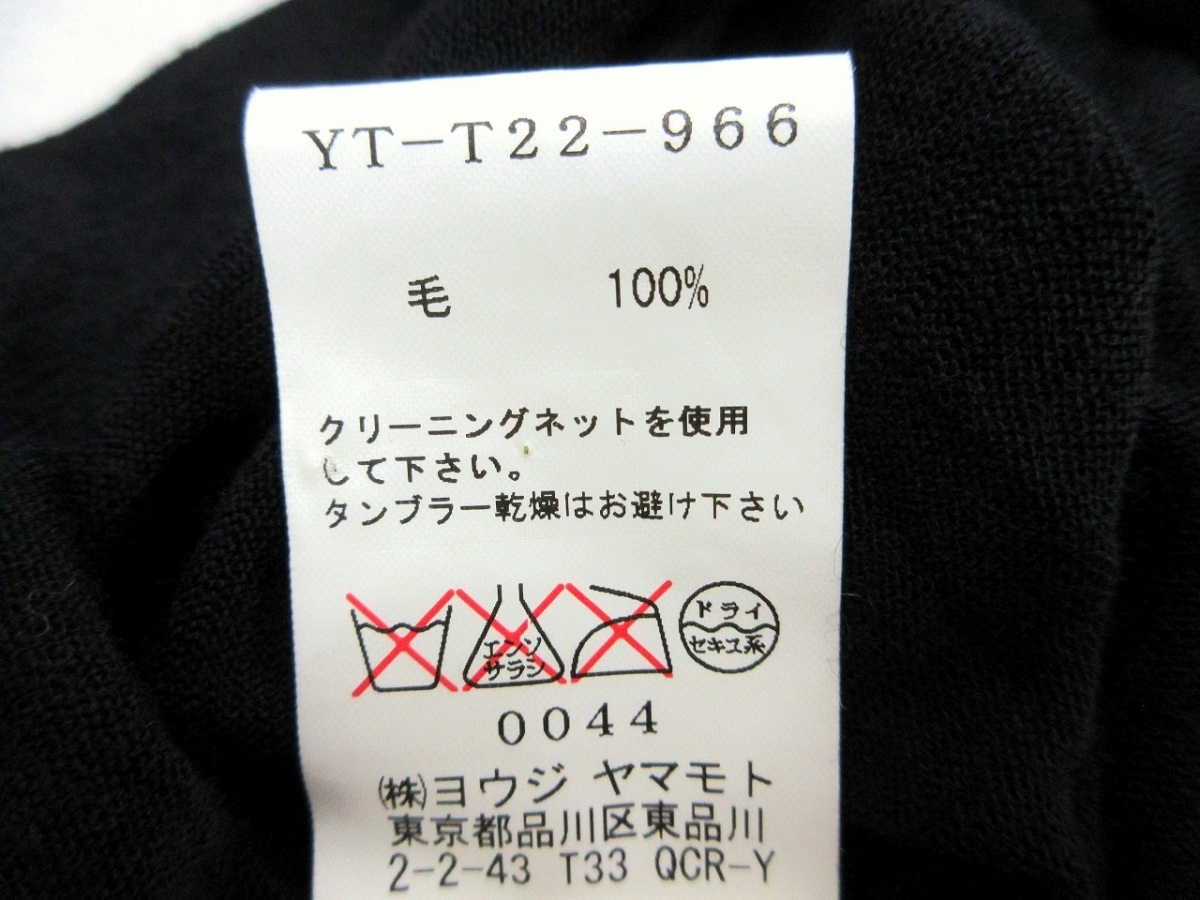 YT-T22-966
毛 100%
クリーニングネットを使用
して下さい。
タンブラー乾燥はお避け下さい
エンソ
サラシ
ドライ
セキユ系
0044
㈱ヨウジ ヤマモト
東京都品川区東品川
2-2-43 T33 QCR-Y